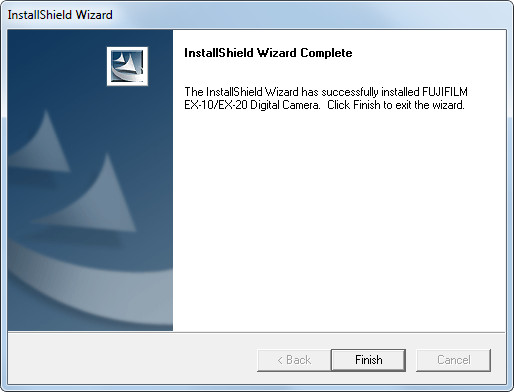 InstallShield Wizard
InstallShield Wizard Complete
The InstallShield Wizard has successfully installed FUJIFILM
EX-10/EX-20 Digital Camera.  Click Finish to exit the wizard.
< Back
Finish
Cancel